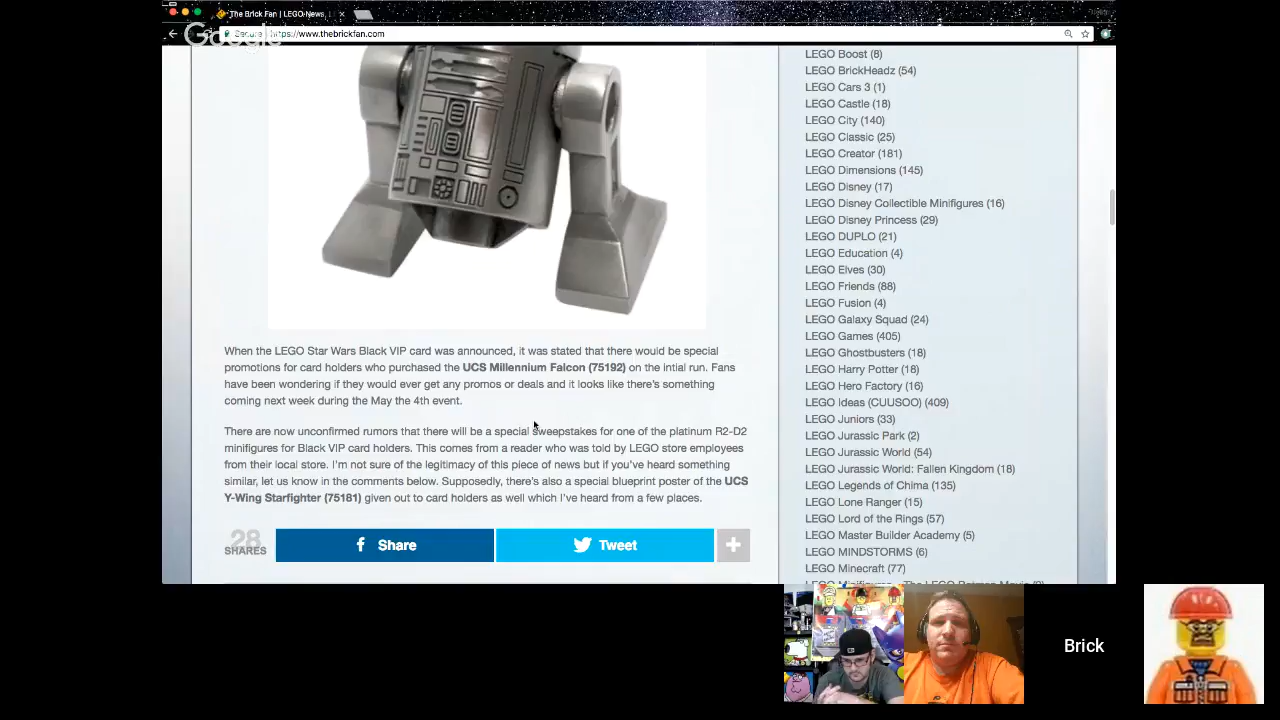 The Brick Fan | LEGO News
Google
Secure https://www.thebrickfan.com
When the LEGO Star Wars Black VIP card was announced, it was stated that there would be special
promotions for card holders who purchased the UCS Millennium Falcon (75192) on the intial run. Fans
have been wondering if they would ever get any promos or deals and it looks like there's something
coming next week during the May the 4th event.
There are now unconfirmed rumors that there will be a special sweepstakes for one of the platinum R2-D2
minifigures for Black VIP card holders. This comes from a reader who was told by LEGO store employees
from their local store. I'm not sure of the legitimacy of this piece of news but if you've heard something
similar, let us know in the comments below. Supposedly, there's also a special blueprint poster of the UCS
Y-Wing Starfighter (75181) given out to card holders as well which I've heard from a few places.
28
SHARES
Share
Tweet
LEGO Boost (8)
LEGO BrickHeadz (54)
LEGO Cars 3 (1)
LEGO Castle (18)
LEGO City (140)
LEGO Classic (25)
LEGO Creator (181)
LEGO Dimensions (145)
LEGO Disney (17)
LEGO Disney Collectible Minifigures (16)
LEGO Disney Princess (29)
LEGO DUPLO (21)
LEGO Education (4)
LEGO Elves (30)
LEGO Friends (88)
LEGO Fusion (4)
LEGO Galaxy Squad (24)
LEGO Games (405)
LEGO Ghostbusters (18)
LEGO Harry Potter (18)
LEGO Hero Factory (16)
LEGO Ideas (CUUSOO) (409)
LEGO Juniors (33)
LEGO Jurassic Park (2)
LEGO Jurassic World (54)
LEGO Jurassic World: Fallen Kingdom (18)
LEGO Legends of Chima (135)
LEGO Lone Ranger (15)
LEGO Lord of the Rings (57)
LEGO Master Builder Academy (5)
LEGO MINDSTORMS (6)
LEGO Minecraft (77)
Brick